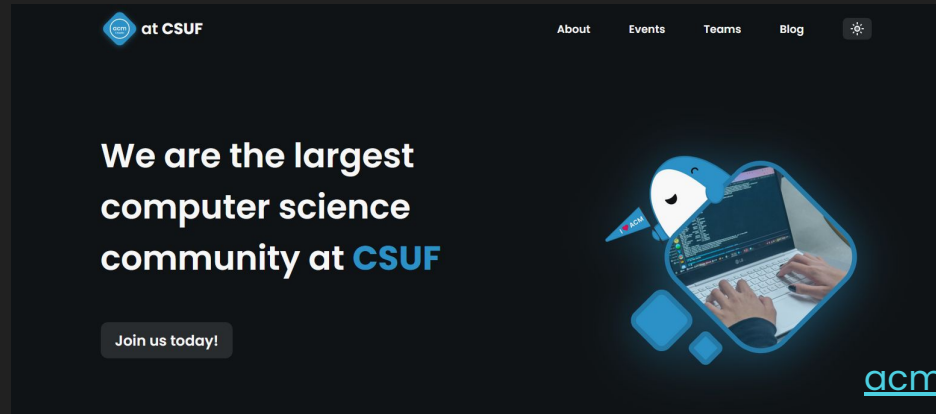 acm
at CSUF
About
Events
Teams
Blog
We are the largest
computer science
community at CSUF
Join us today!
ACM
acm